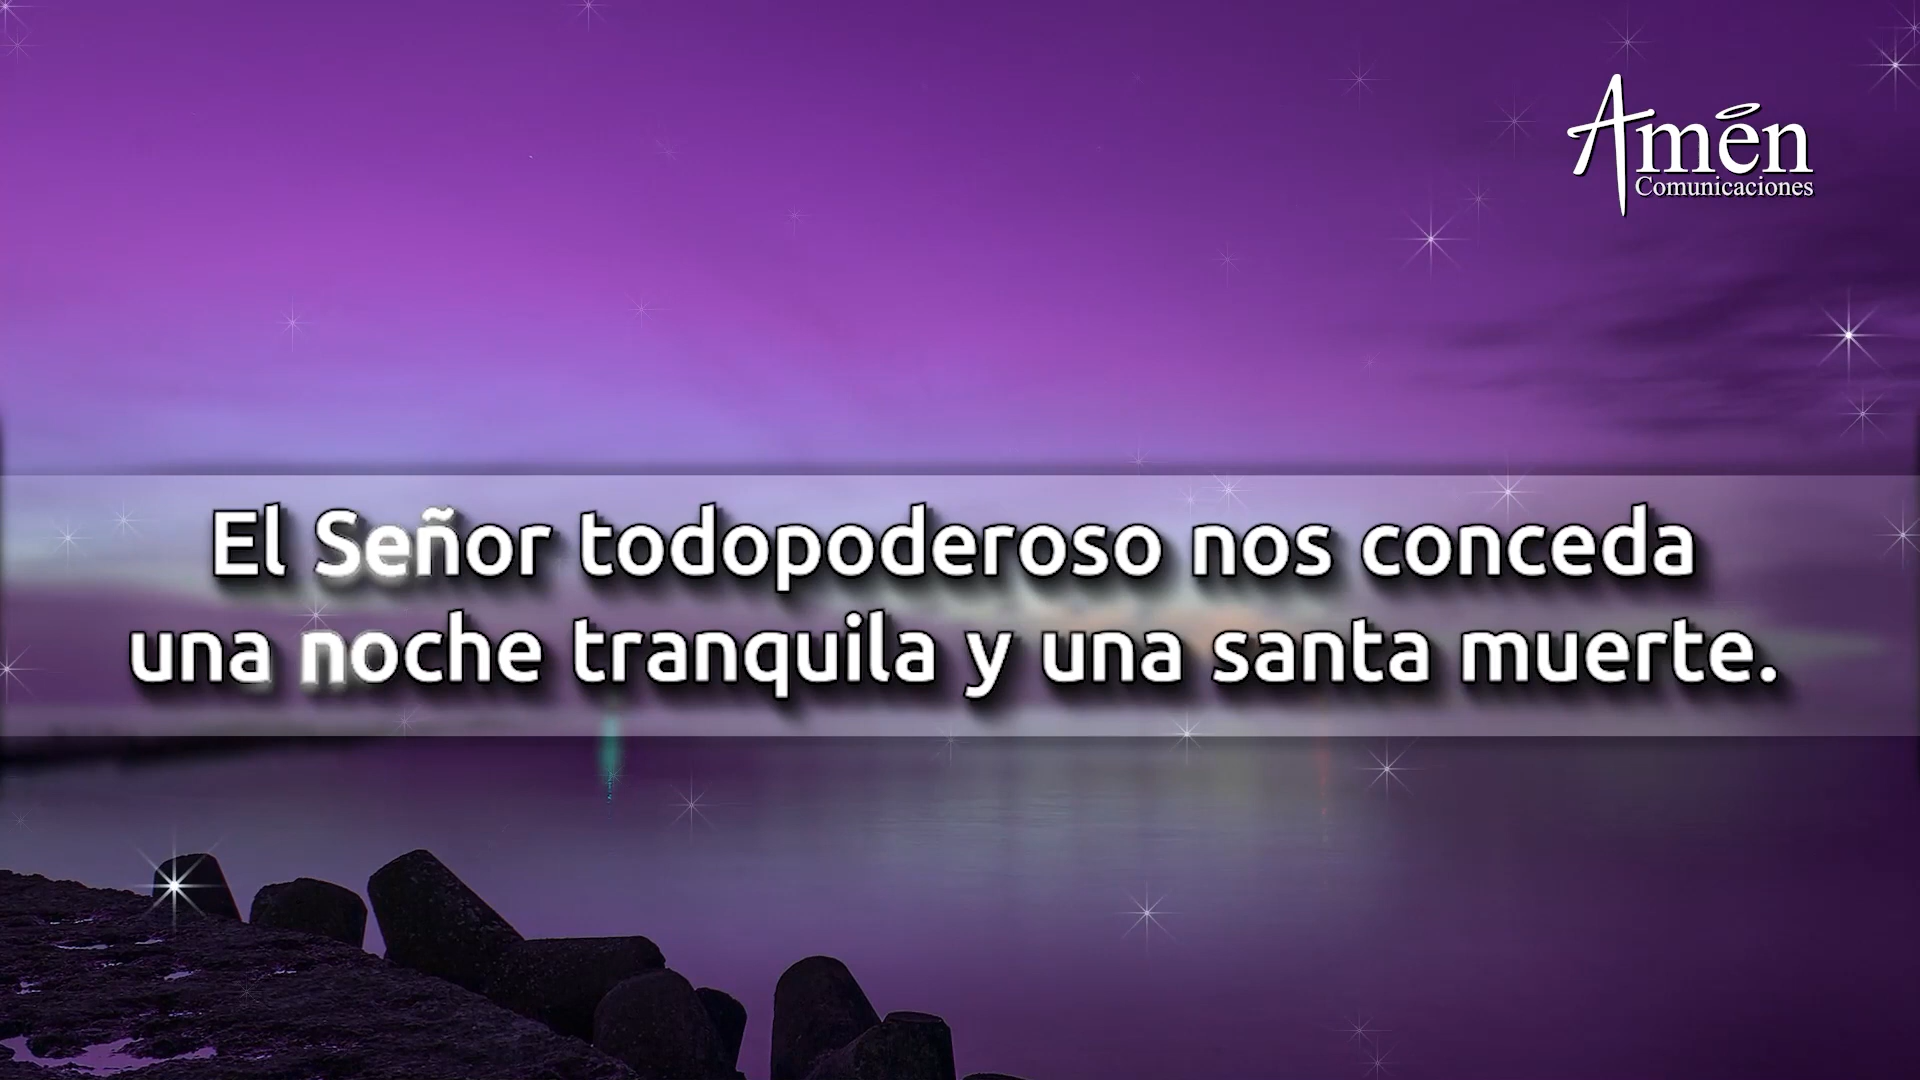 Amén
Comunicaciones
El Señor todopoderoso nos conceda
una noche tranquila y una santa muerte.